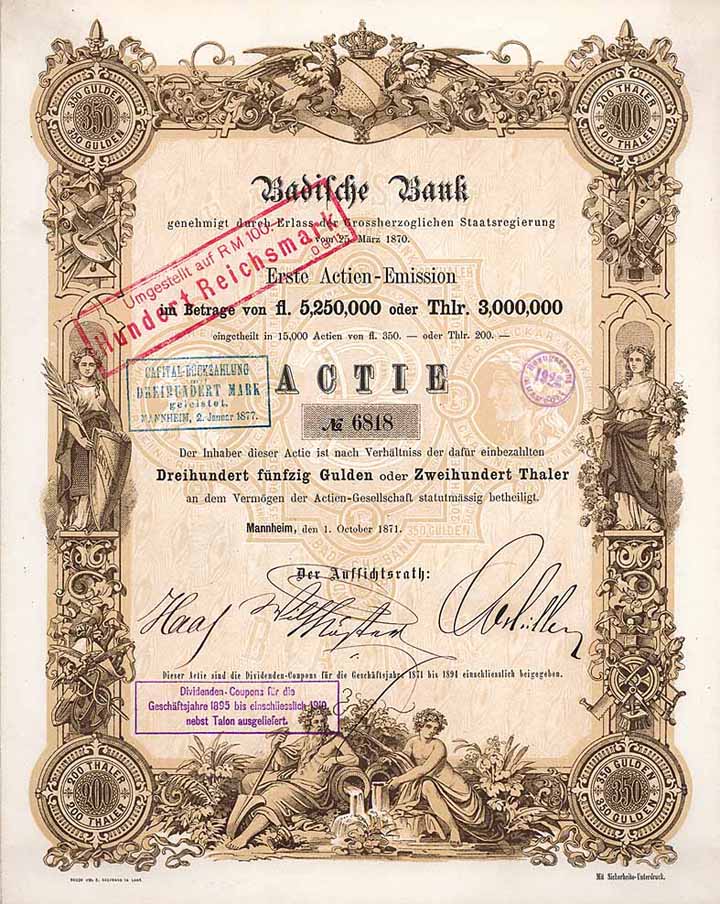 350 GULDEN
350
350 GULDEN
200 THALER
200
200 THALER
Badische Bank
genehmigt durch Erlass der Grossherzoglichen Staatsregierung
vom 25. März 1870.
Umgestellt auf RM 100.-
Hundert Reichsmark
Erste Actien-Emission
im Betrage von fl. 5,250,000 oder Thlr. 3,000,000
eingetheilt in 15,000 Actien von fl. 350. — oder Thlr. 200. —
CAPITAL-RÜCKZAHLUNG
DREIHUNDERT MARK
geleistet.
MANNHEIM, 2. Januar 1877.
ACTIE
№ 6818
Der Inhaber dieser Actie ist nach Verhältniss der dafür einbezahlten
Dreihundert fünfzig Gulden oder Zweihundert Thaler
an dem Vermögen der Actien-Gesellschaft statutmässig betheiligt.
Mannheim, den 1. October 1871.
350 GULDEN
Der Aufsichtsrath:
Haas
Dieser Actie sind die Dividenden-Coupons für die Geschäftsjahre 1871 bis 1894 einschliesslich beigegeben.
Dividenden-Coupons für die
Geschäftsjahre 1895 bis einschliesslich 1910
nebst Talon ausgeliefert.
200 THALER
200
200 THALER
350 GULDEN
350
350 GULDEN
Mit Sicherheits-Unterdruck.